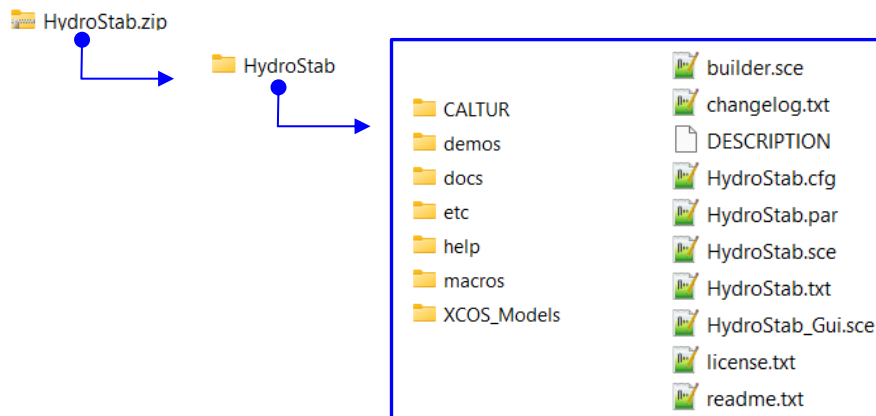 HydroStab.zip
HydroStab
CALTUR
demos
docs
etc
help
macros
XCOS_Models
builder.sce
changelog.txt
DESCRIPTION
HydroStab.cfg
HydroStab.par
HydroStab.sce
HydroStab.txt
HydroStab_Gui.sce
license.txt
readme.txt